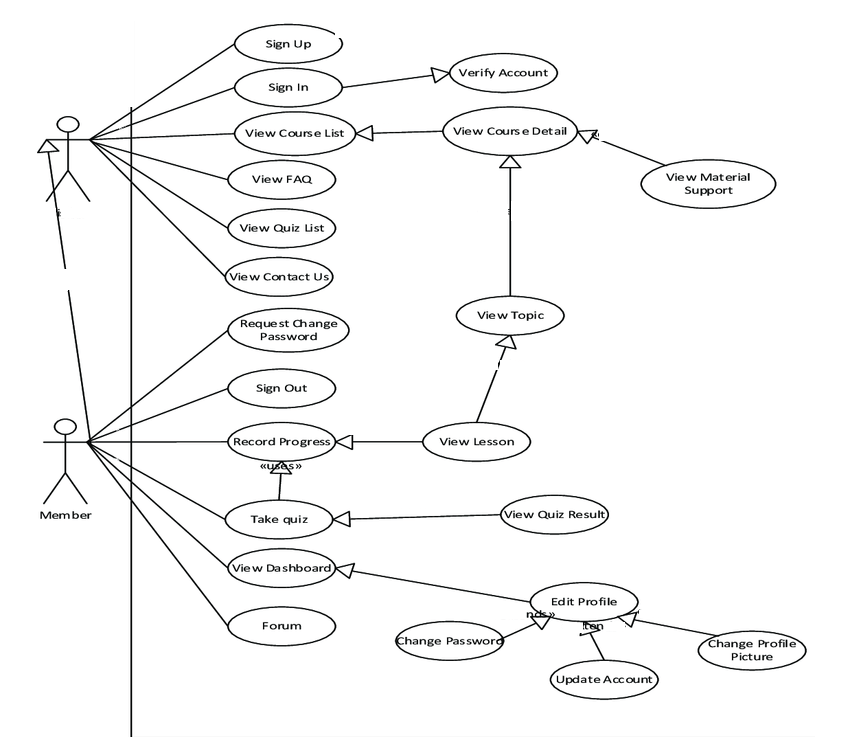 Sign Up
Verify Account
Sign In
View Course List
View Course Detail
View Material
Support
View FAQ
View Quiz List
View Contact Us
Request Change
Password
View Topic
Sign Out
Record Progress
View Lesson
«uses»
Member
Take quiz
View Quiz Result
View Dashboard
Edit Profile
nds»
ten
Forum
Change Password
Change Profile
Picture
Update Account